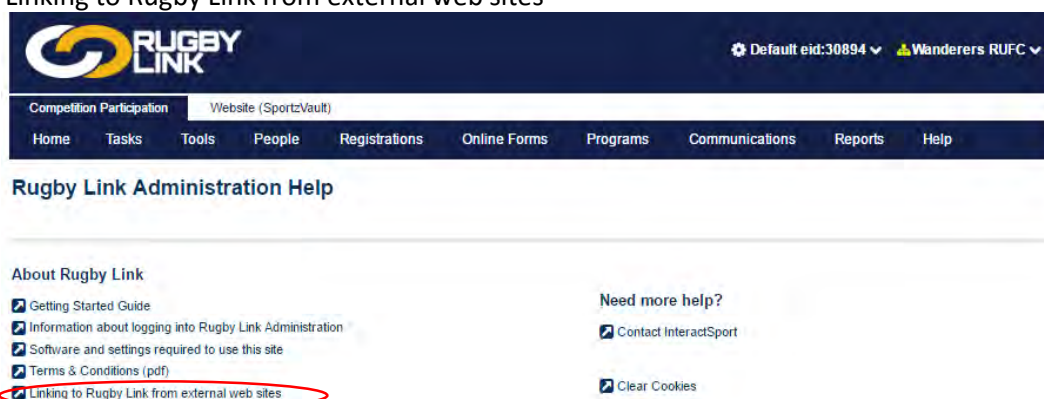 Linking to Rugby Link from external web sites
RUGBY LINK
Default eid:30894 Wanderers RUFC
Competition Participation Website (SportzVault)
Home Tasks Tools People Registrations Online Forms Programs Communications Reports Help
Rugby Link Administration Help
About Rugby Link
Getting Started Guide
Information about logging into Rugby Link Administration
Software and settings required to use this site
Terms & Conditions (pdf)
Linking to Rugby Link from external web sites
Need more help?
Contact InteractSport
Clear Cookies